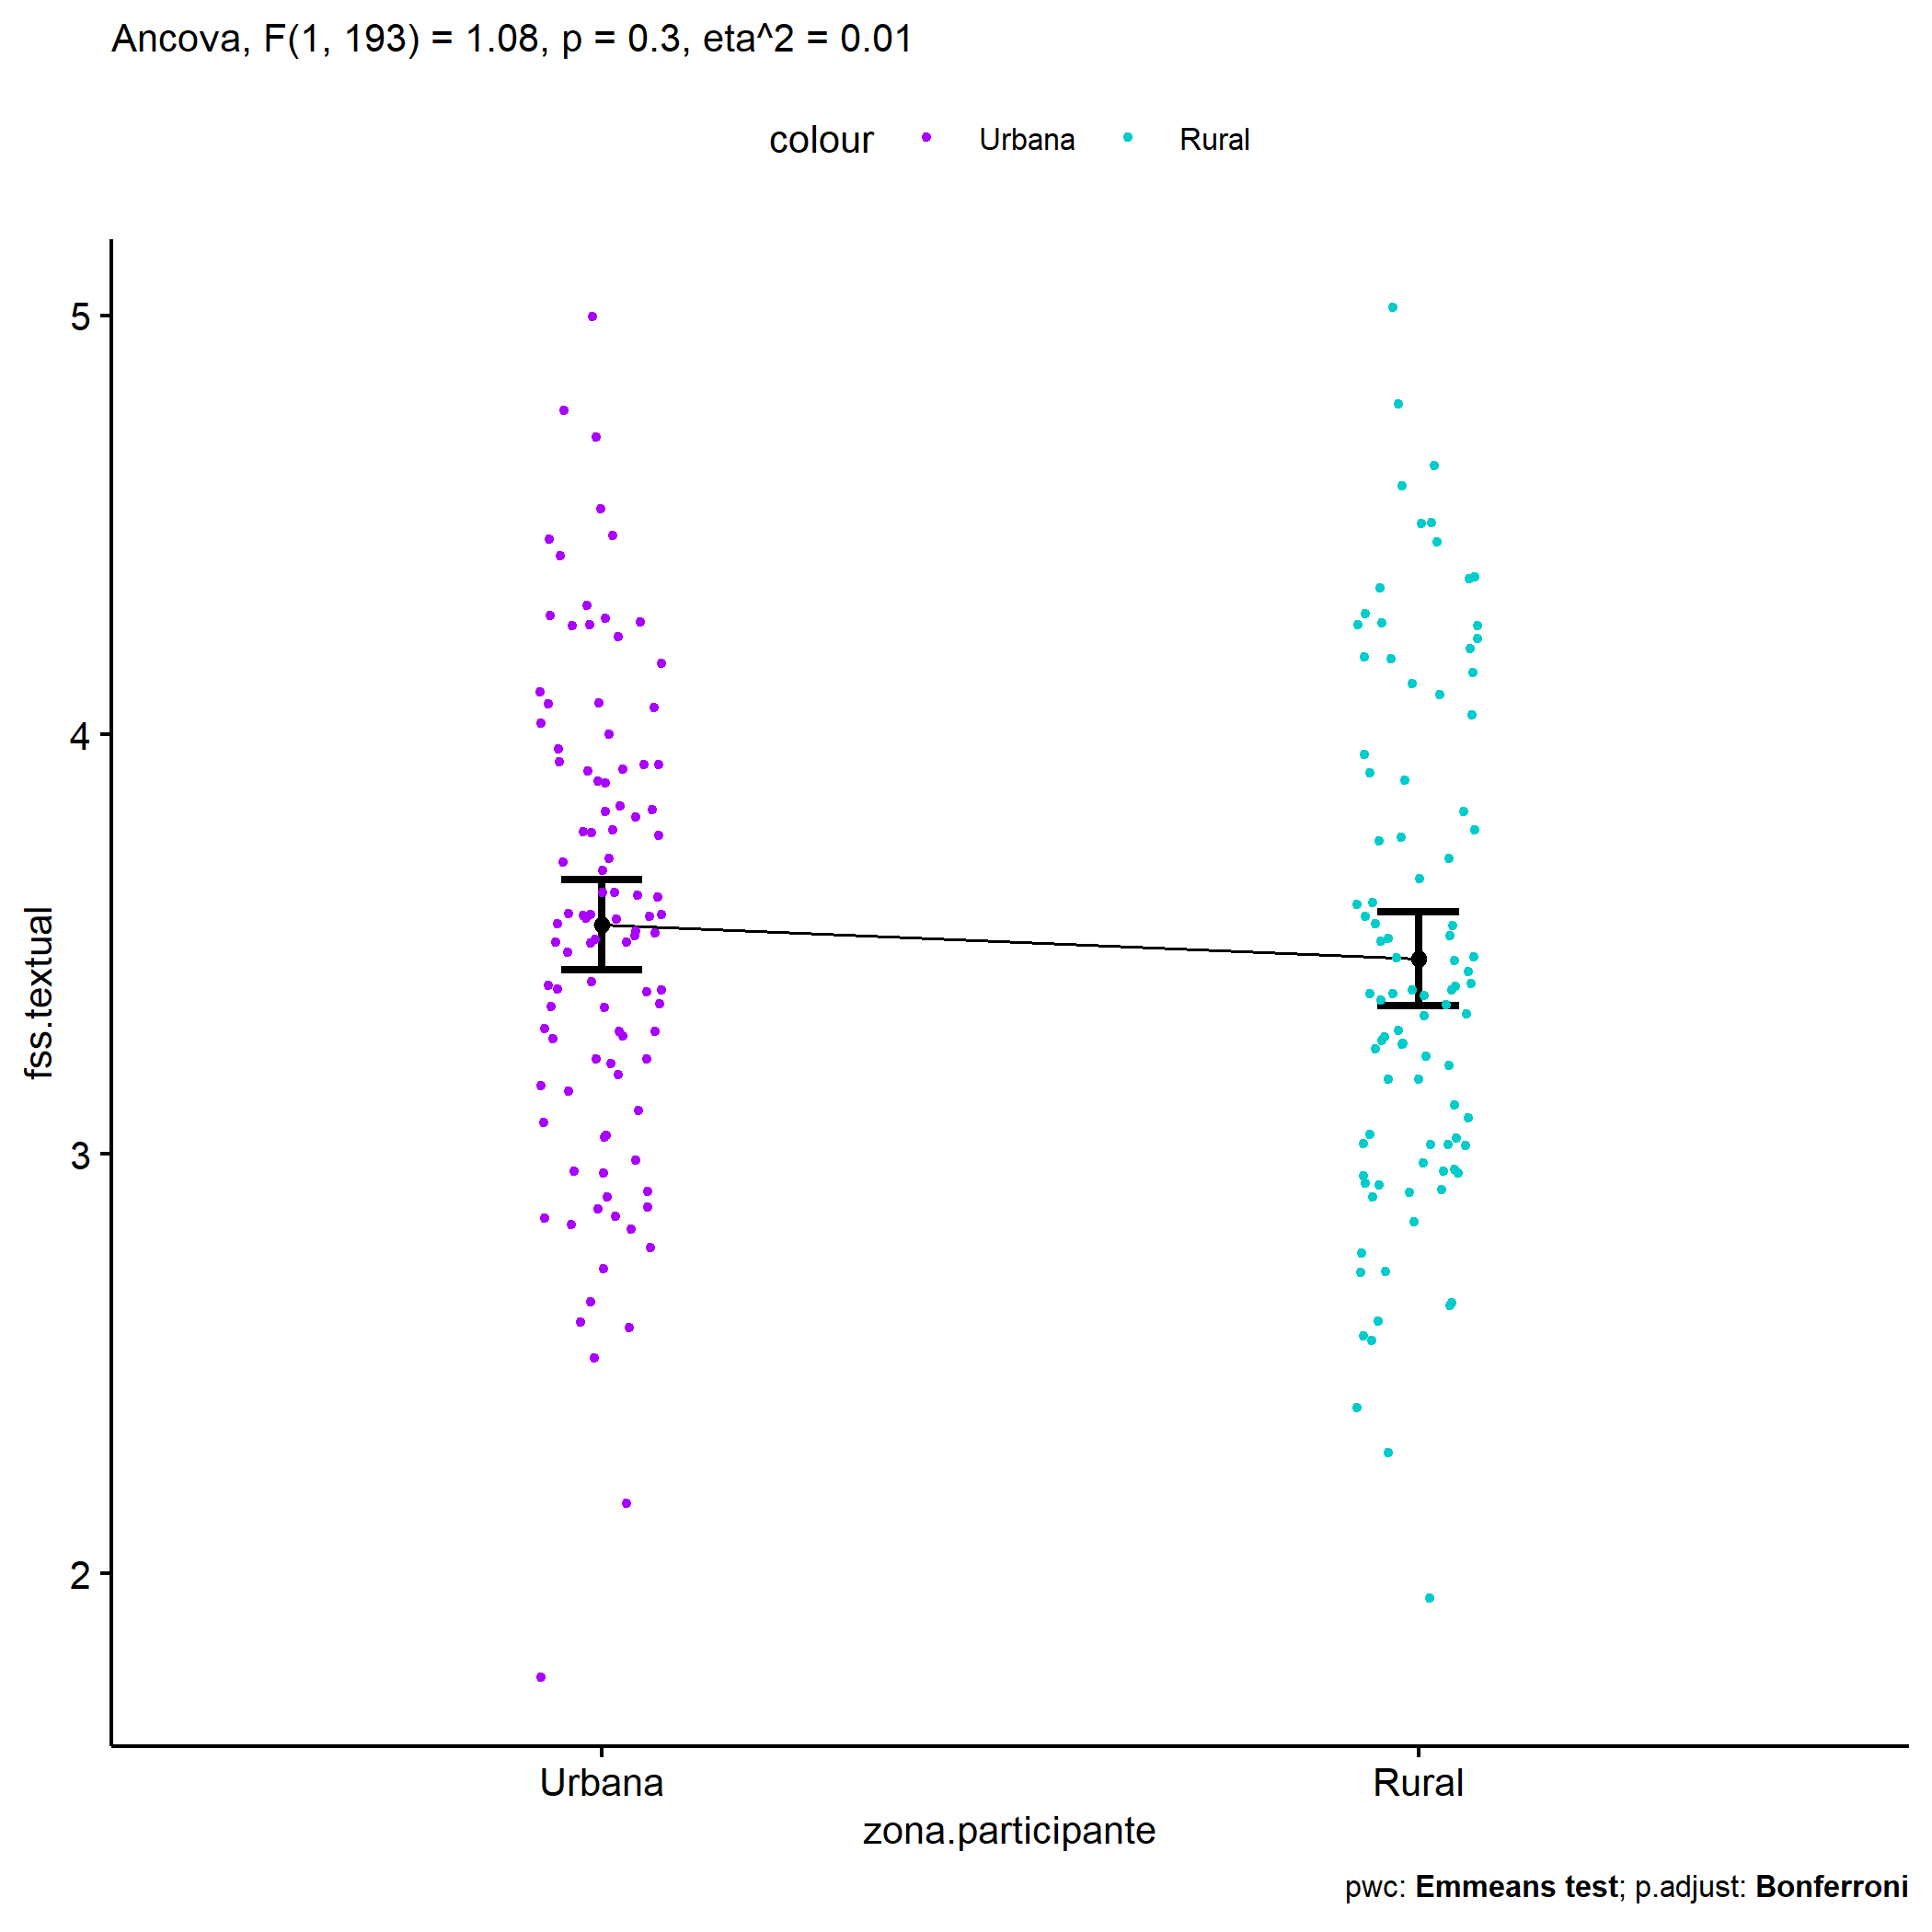 Ancova, F(1, 193) = 1.08, p = 0.3, eta^2 = 0.01
colour Urbana Rural
5
4
3
2
fss.textual
Urbana Rural
zona.participante
pwc: Emmeans test; p.adjust: Bonferroni